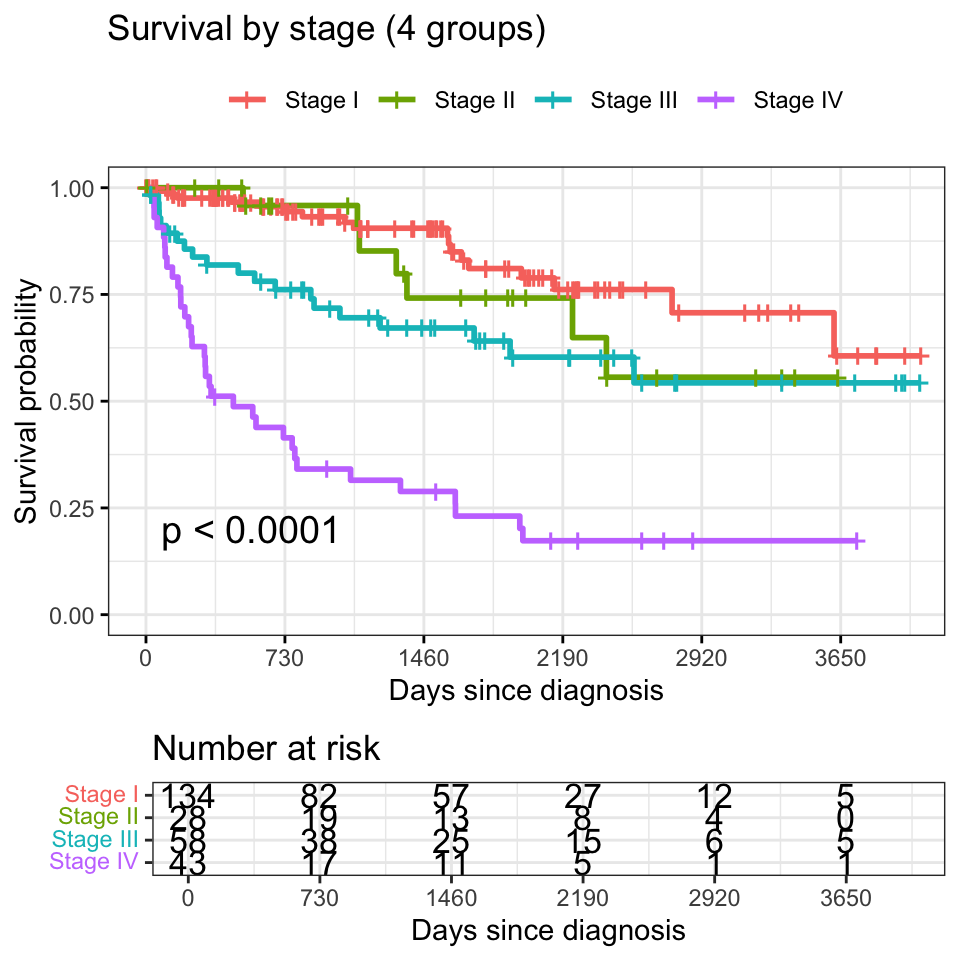 Survival by stage (4 groups)
Stage I Stage II Stage III Stage IV
Survival probability
1.00
0.75
0.50
0.25
0.00
p < 0.0001
0 730 1460 2190 2920 3650
Days since diagnosis
Number at risk
Stage I 134 82 57 27 12 5
Stage II 28 19 13 8 4 0
Stage III 58 38 25 15 6 5
Stage IV 43 17 11 5 1 1
0 730 1460 2190 2920 3650
Days since diagnosis